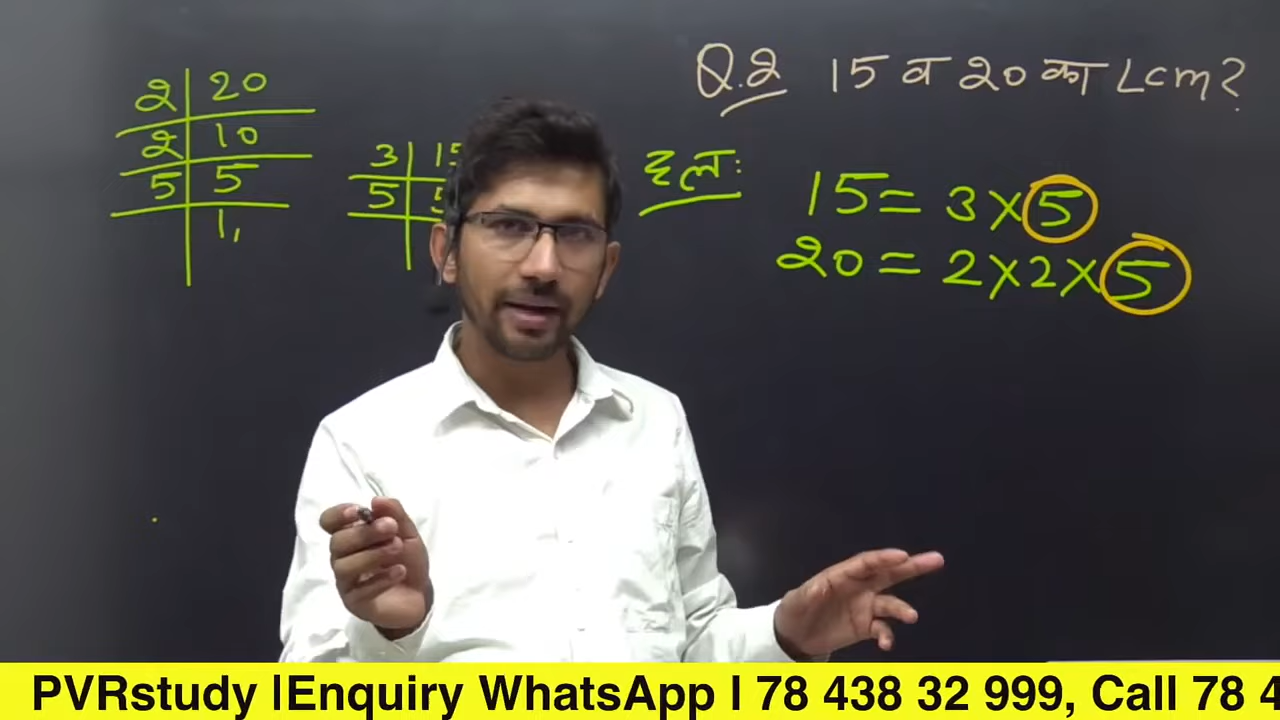 Q.2 15 व 20 का Lcm?
2 | 20
2 | 10
5 | 5
1,
3 | 15
5 | 5
हल:
15 = 3 × 5
20 = 2 × 2 × 5
PVRstudy |Enquiry WhatsApp | 78 438 32 999, Call 78 4